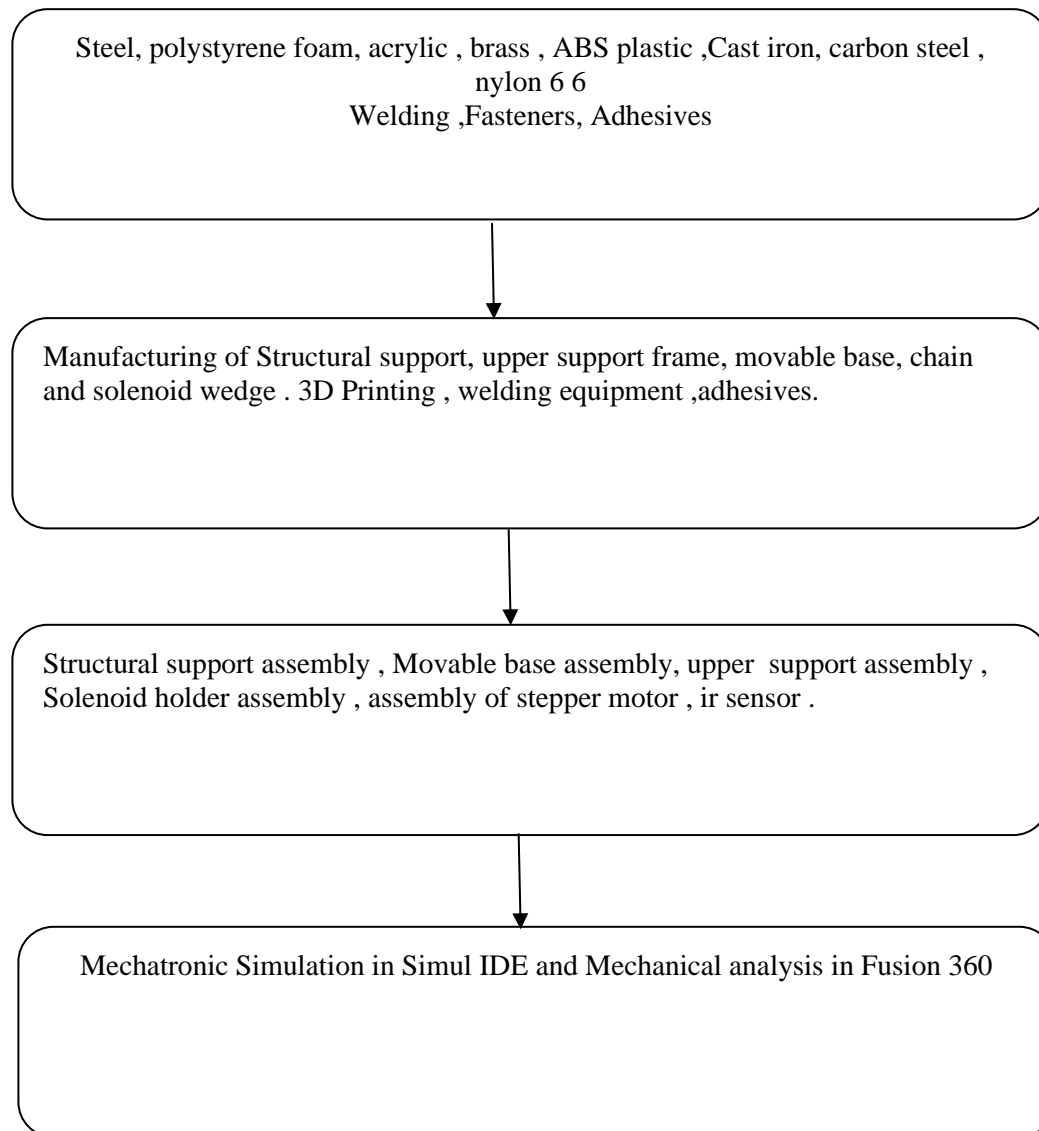 Steel, polystyrene foam, acrylic , brass , ABS plastic ,Cast iron, carbon steel ,
nylon 6 6
Welding ,Fasteners, Adhesives
Manufacturing of Structural support, upper support frame, movable base, chain
and solenoid wedge . 3D Printing , welding equipment ,adhesives.
Structural support assembly , Movable base assembly, upper  support assembly ,
Solenoid holder assembly , assembly of stepper motor , ir sensor .
Mechatronic Simulation in Simul IDE and Mechanical analysis in Fusion 360